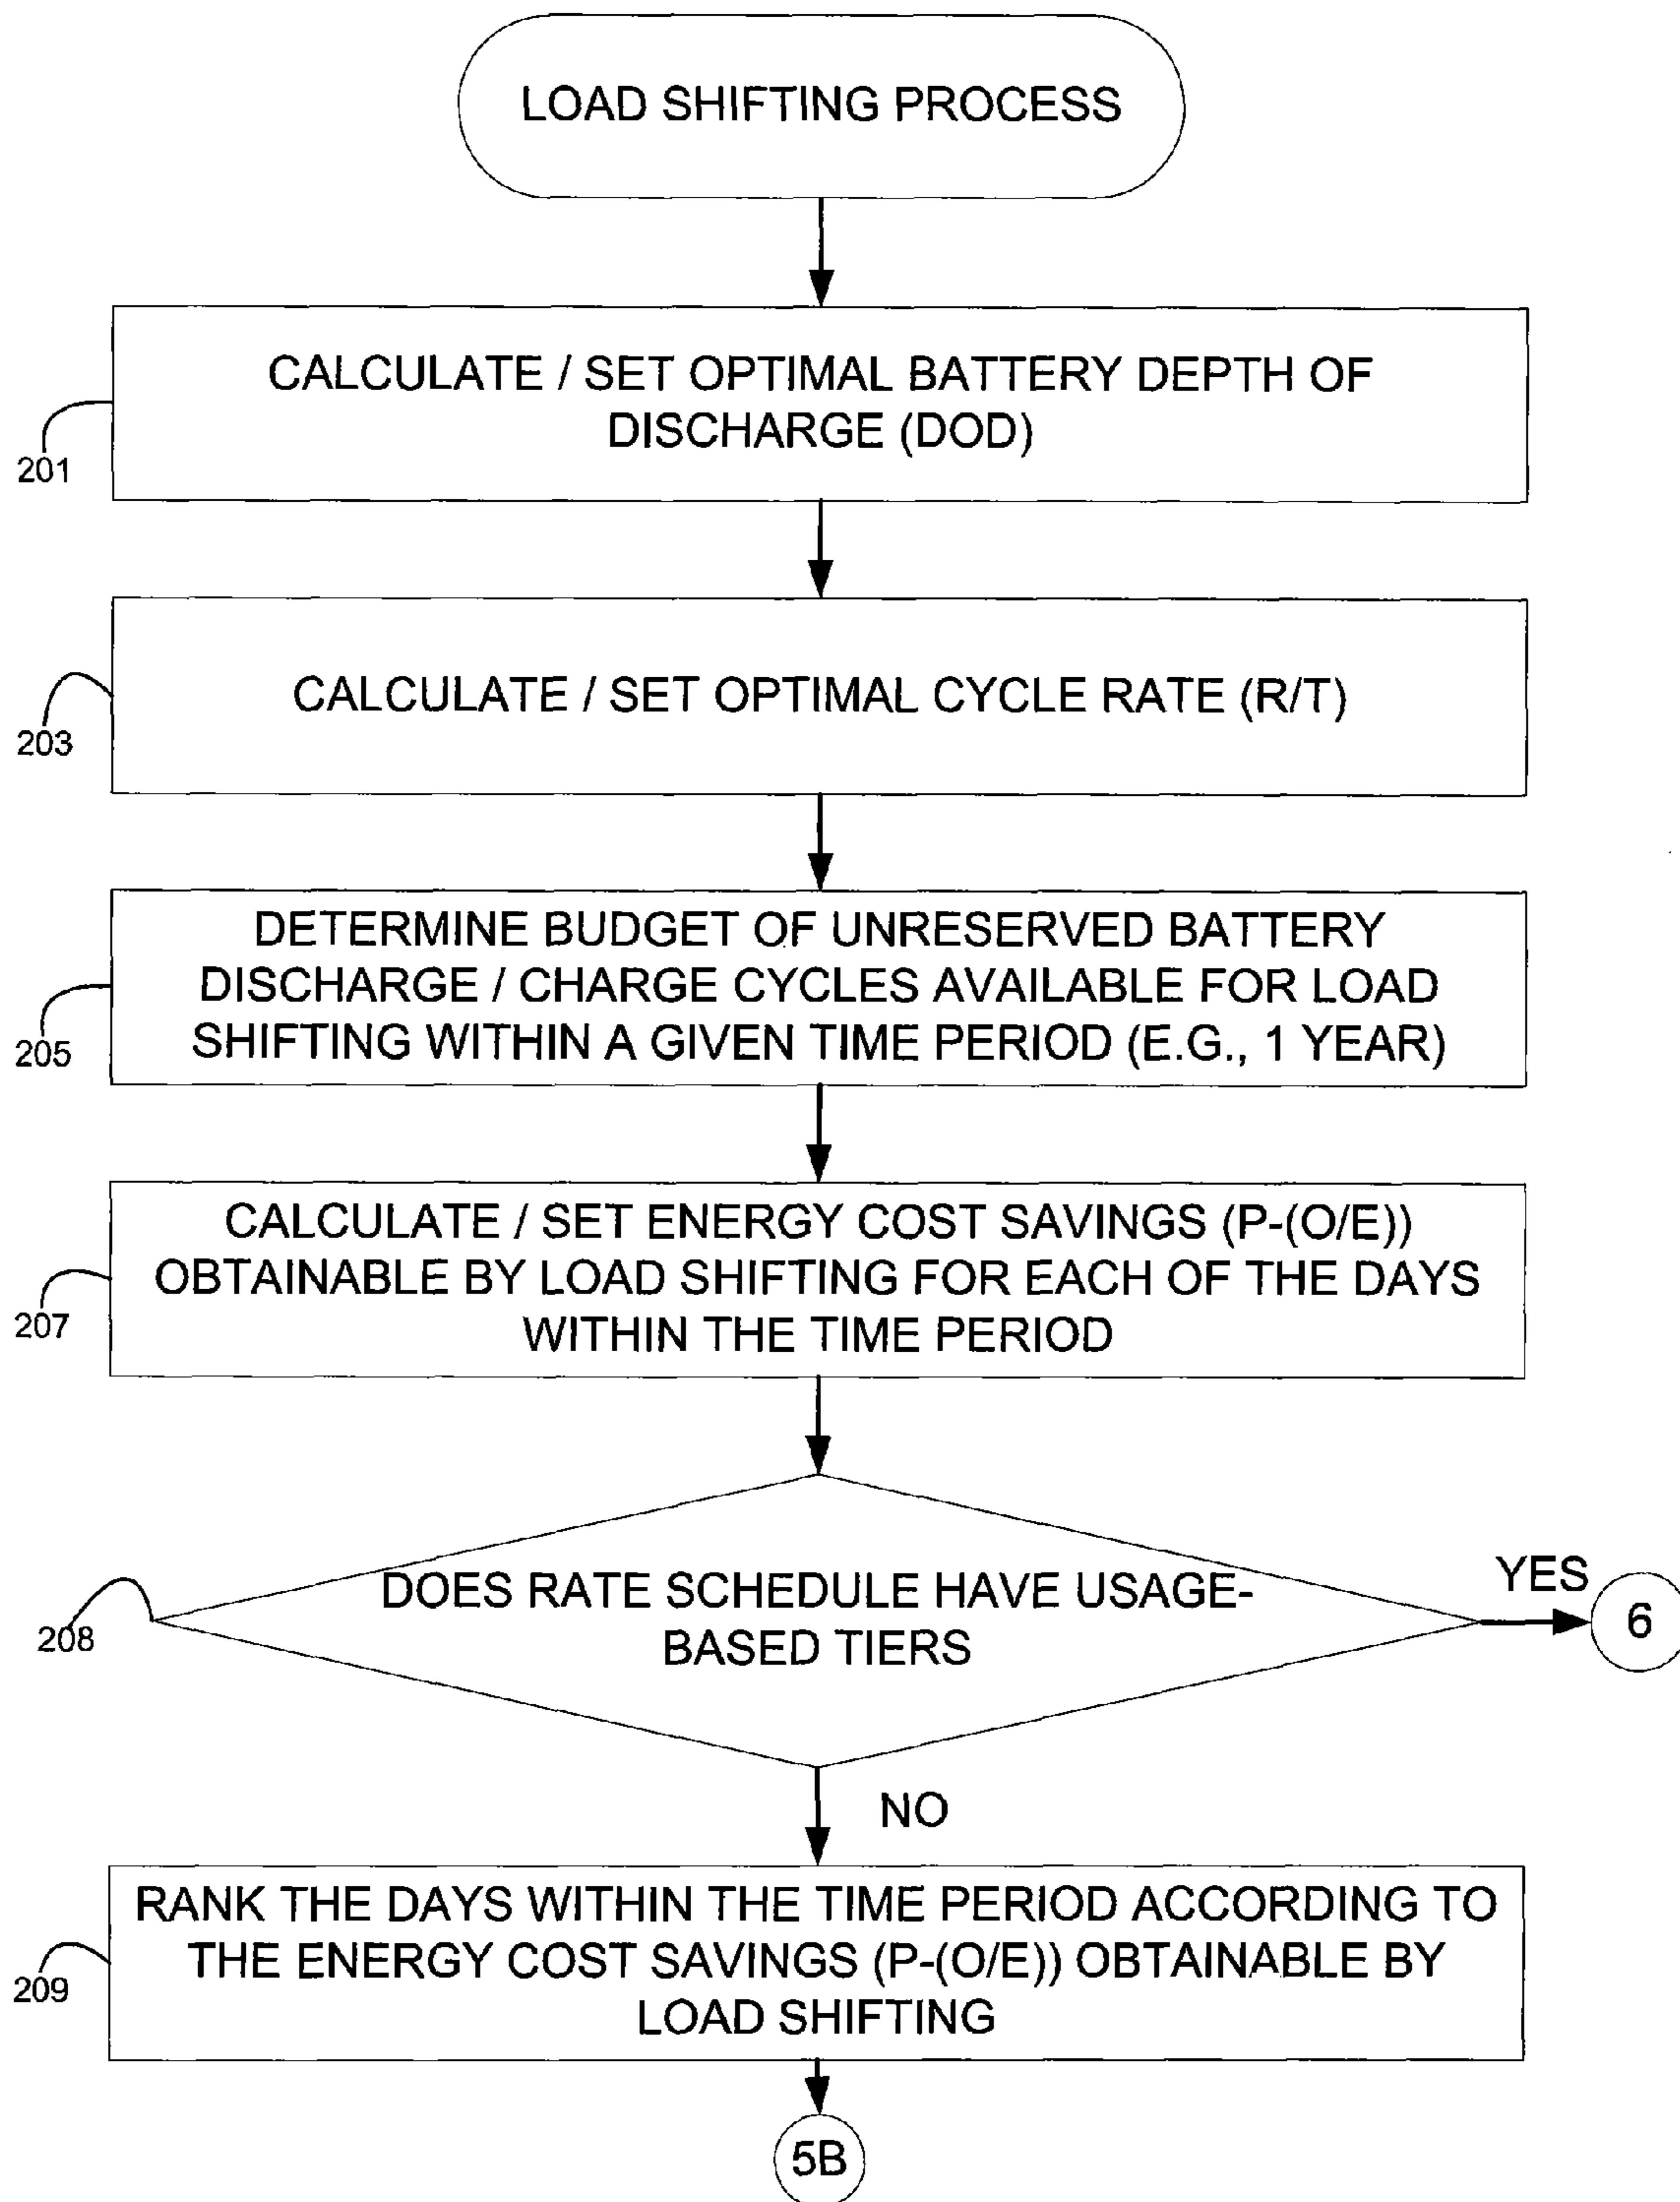 LOAD SHIFTING PROCESS
CALCULATE / SET OPTIMAL BATTERY DEPTH OF
DISCHARGE (DOD)
201
CALCULATE / SET OPTIMAL CYCLE RATE (R/T)
203
DETERMINE BUDGET OF UNRESERVED BATTERY
DISCHARGE / CHARGE CYCLES AVAILABLE FOR LOAD
SHIFTING WITHIN A GIVEN TIME PERIOD (E.G., 1 YEAR)
205
CALCULATE / SET ENERGY COST SAVINGS (P-(O/E))
OBTAINABLE BY LOAD SHIFTING FOR EACH OF THE DAYS
WITHIN THE TIME PERIOD
207
DOES RATE SCHEDULE HAVE USAGE-
BASED TIERS
208
YES
6
NO
RANK THE DAYS WITHIN THE TIME PERIOD ACCORDING TO
THE ENERGY COST SAVINGS (P-(O/E)) OBTAINABLE BY
LOAD SHIFTING
209
5B